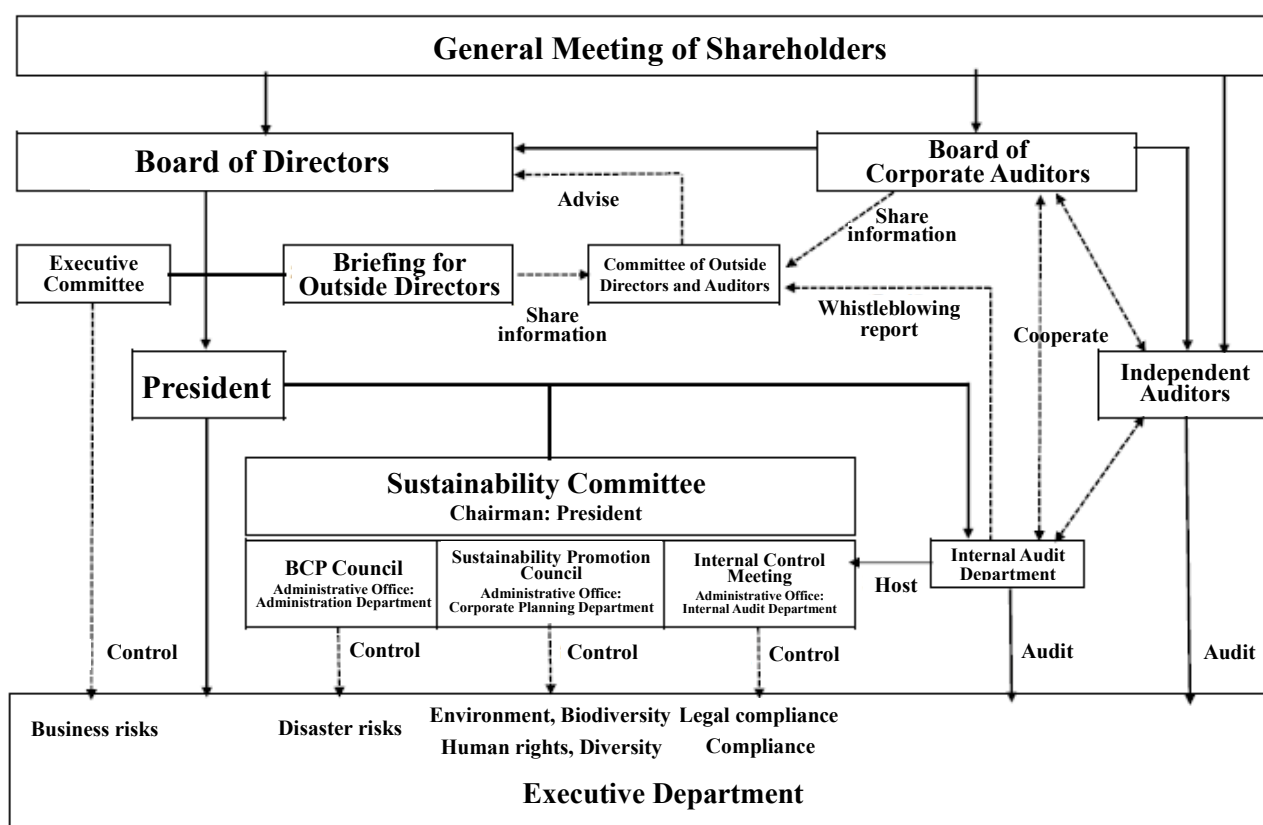 General Meeting of Shareholders
Board of Directors
Board of
Corporate Auditors
Advise
Share
information
Executive
Committee
Briefing for
Outside Directors
Committee of Outside
Directors and Auditors
Share
information
Whistleblowing
report
Cooperate
President
Independent
Auditors
Sustainability Committee
Chairman: President
BCP Council
Administrative Office:
Administration Department
Sustainability Promotion
Council
Administrative Office:
Corporate Planning Department
Internal Control
Meeting
Administrative Office:
Internal Audit Department
Host
Internal Audit
Department
Control
Control
Control
Control
Audit
Audit
Business risks
Disaster risks
Environment, Biodiversity
Human rights, Diversity
Legal compliance
Compliance
Executive Department